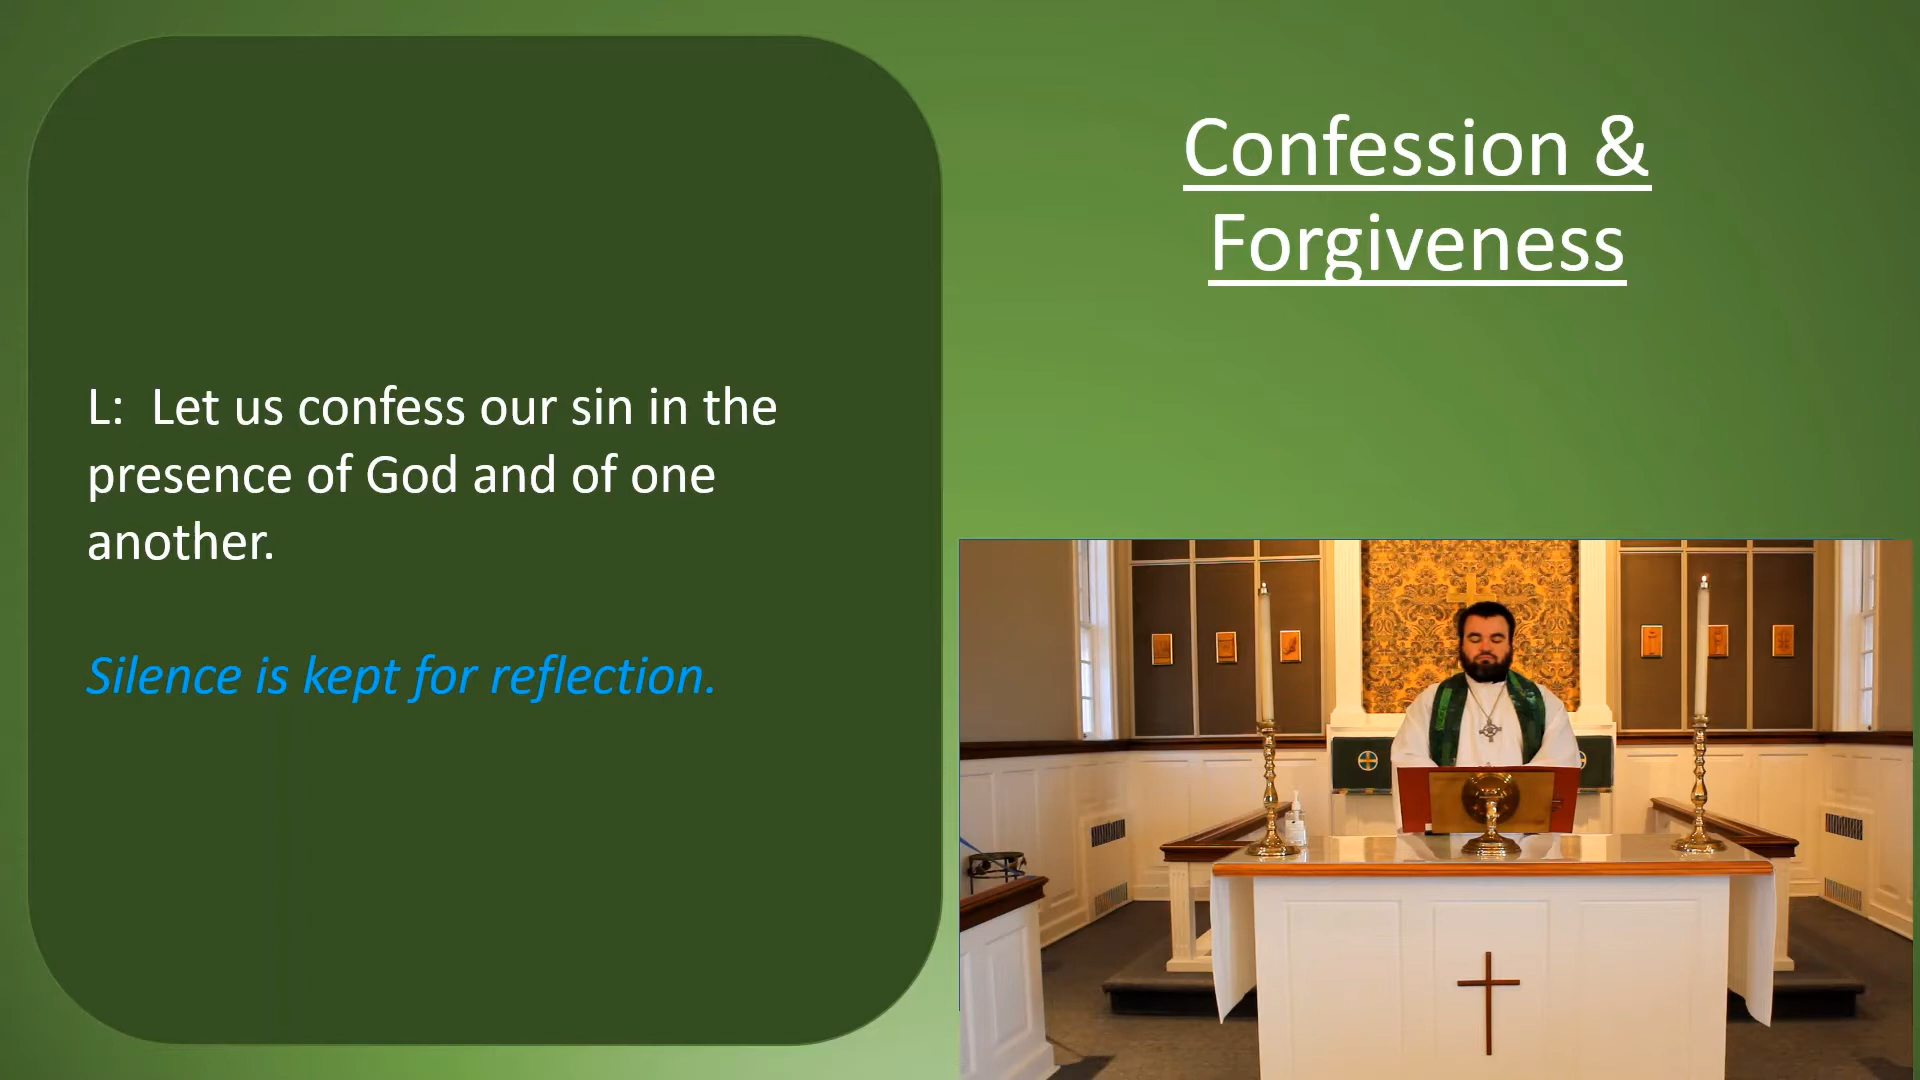 Confession &
Forgiveness
L:  Let us confess our sin in the
presence of God and of one
another.
Silence is kept for reflection.